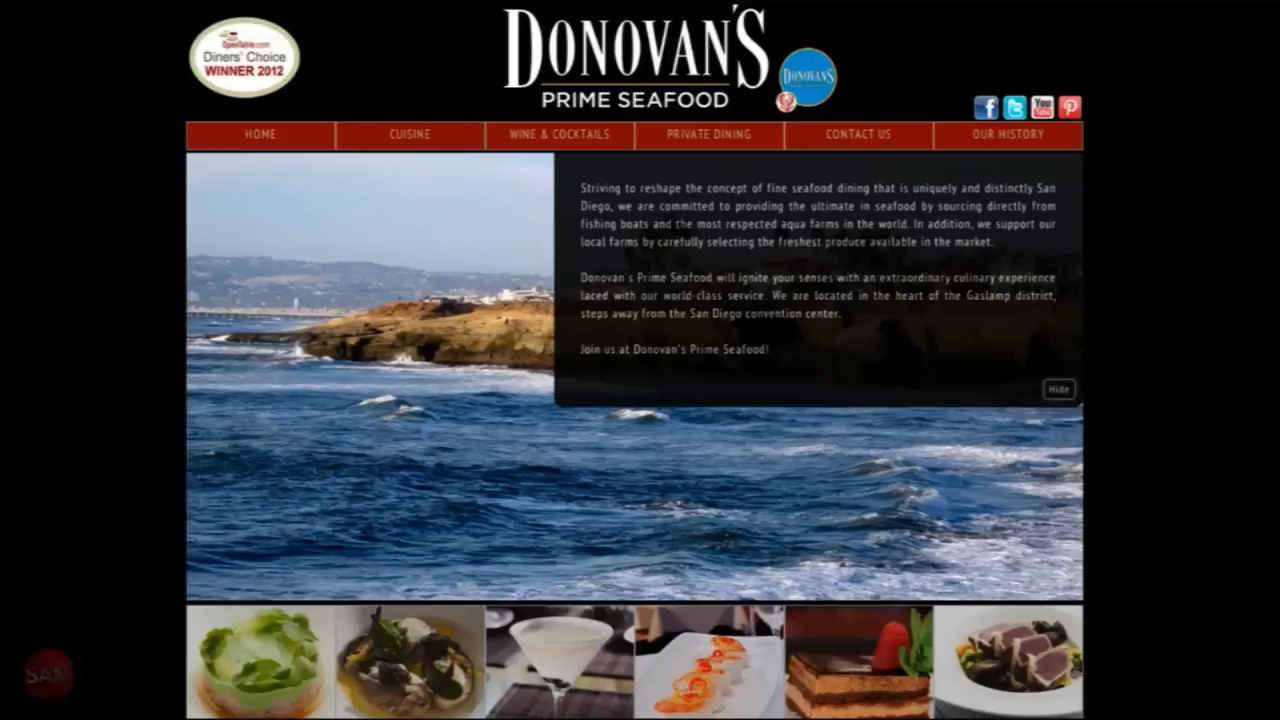 OpenTable.com
Diners' Choice
WINNER 2012
DONOVAN'S
PRIME SEAFOOD
DONOVAN'S
You
Tube
HOME
CUISINE
WINE & COCKTAILS
PRIVATE DINING
CONTACT US
OUR HISTORY
Striving to reshape the concept of fine seafood dining that is uniquely and distinctly San
Diego, we are committed to providing the ultimate in seafood by sourcing directly from
fishing boats and the most respected aqua farms in the world. In addition, we support our
local farms by carefully selecting the freshest produce available in the market.
Donovan's Prime Seafood will ignite your senses with an extraordinary culinary experience
laced with our world-class service. We are located in the heart of the Gaslamp district,
steps away from the San Diego convention center.
Join us at Donovan's Prime Seafood!
Hide
SAM